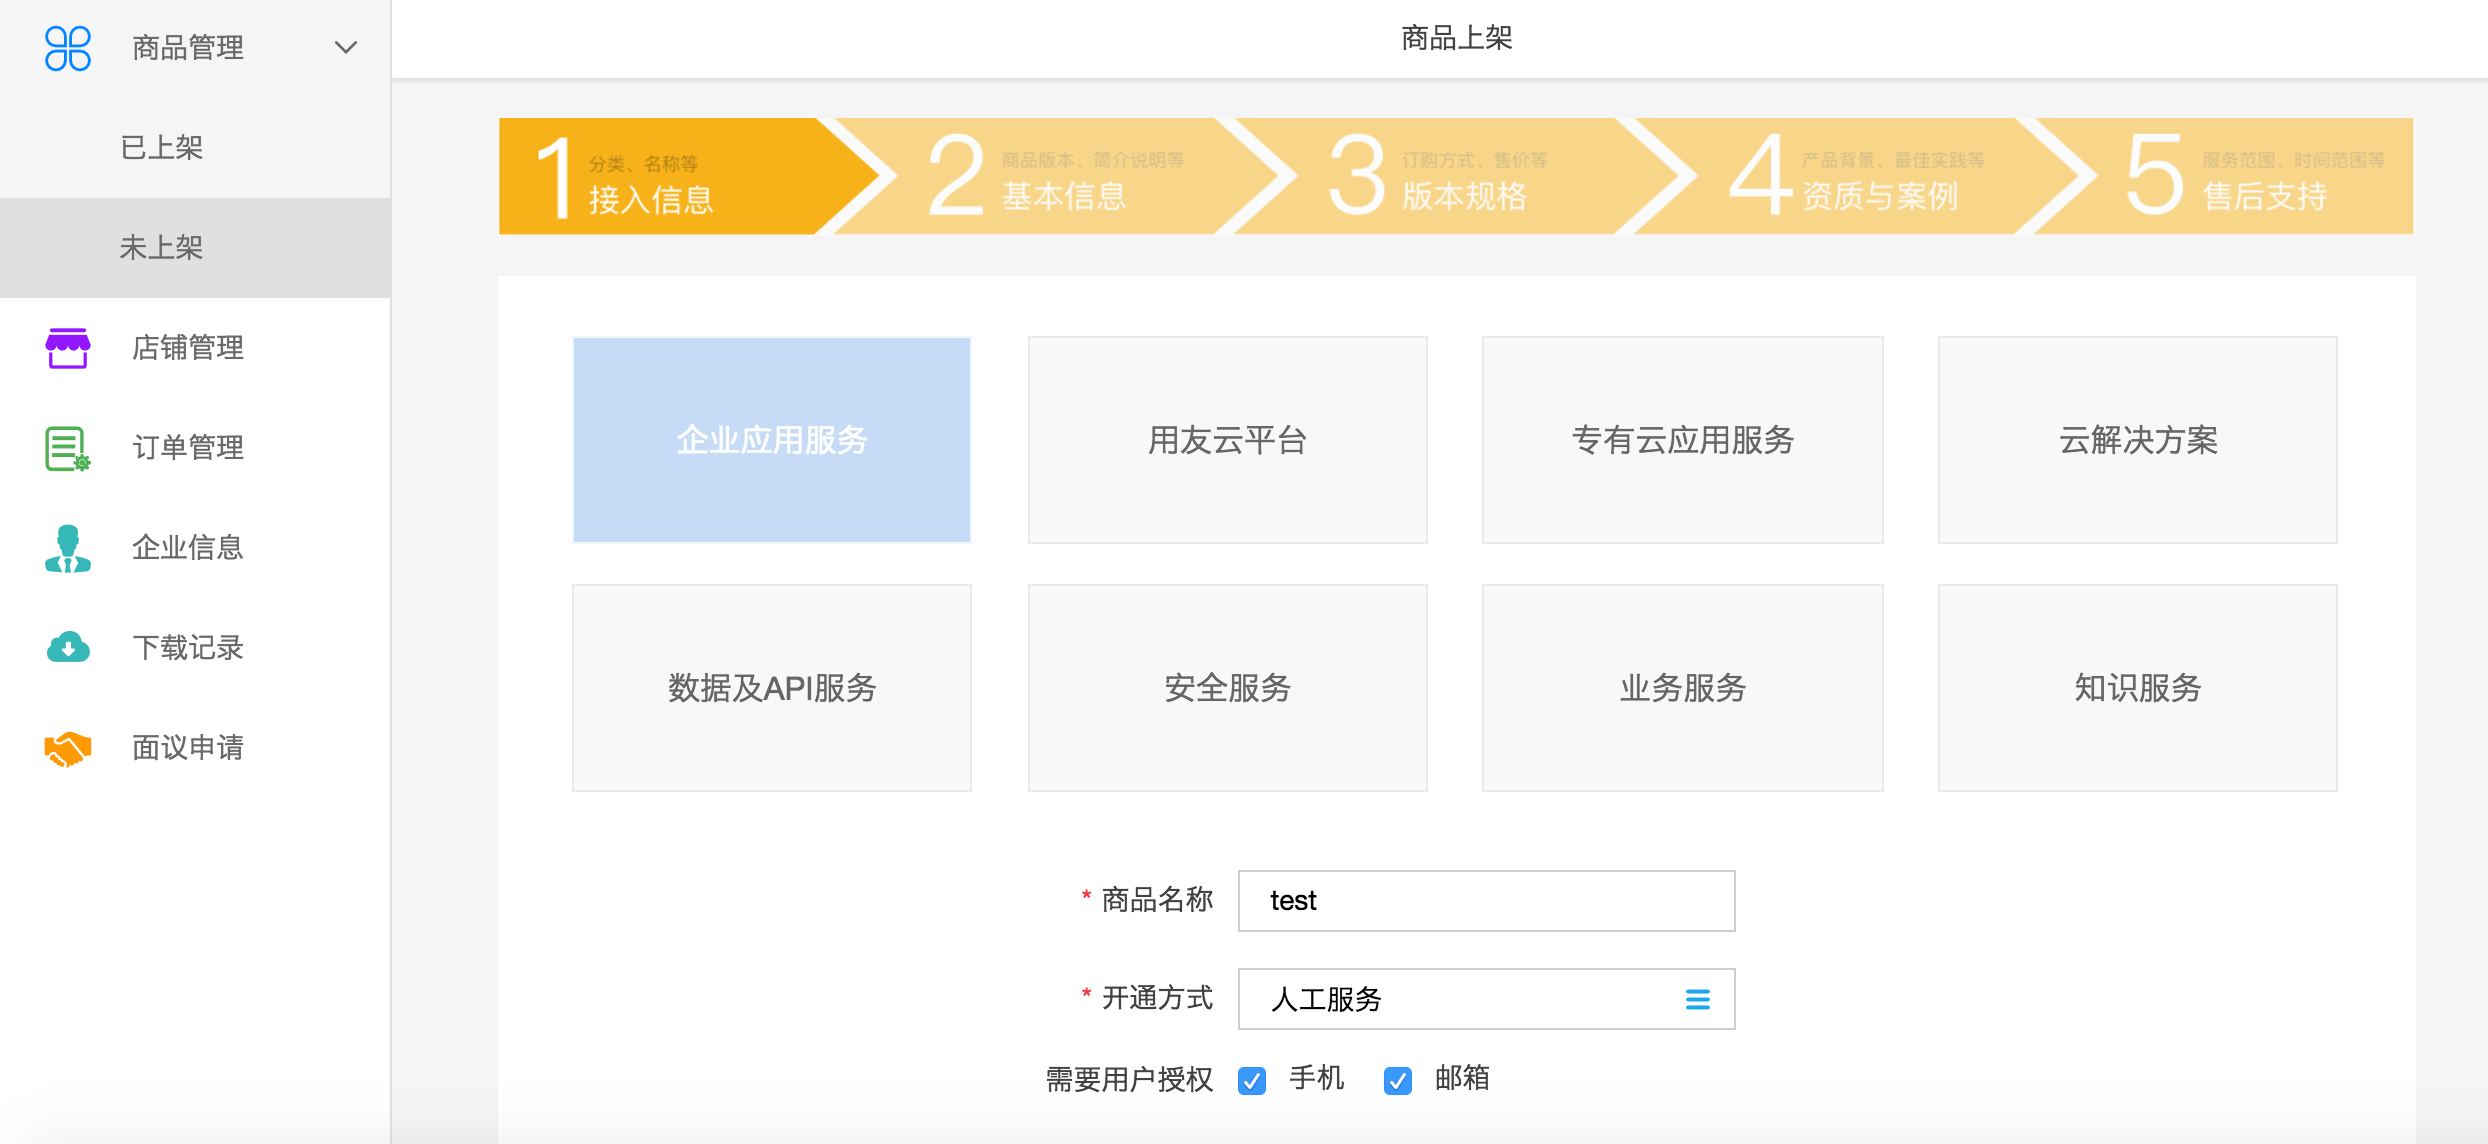 商品管理
已上架
未上架
店铺管理
订单管理
企业信息
下载记录
面议申请
商品上架
1 分类、名称等
接入信息
2 商品版本、简介说明等
基本信息
3 订购方式、售价等
版本规格
4 产品背景、最佳实践等
资质与案例
5 服务范围、时间范围等
售后支持
企业应用服务
用友云平台
专有云应用服务
云解决方案
数据及API服务
安全服务
业务服务
知识服务
* 商品名称 test
* 开通方式 人工服务
需要用户授权 手机 邮箱